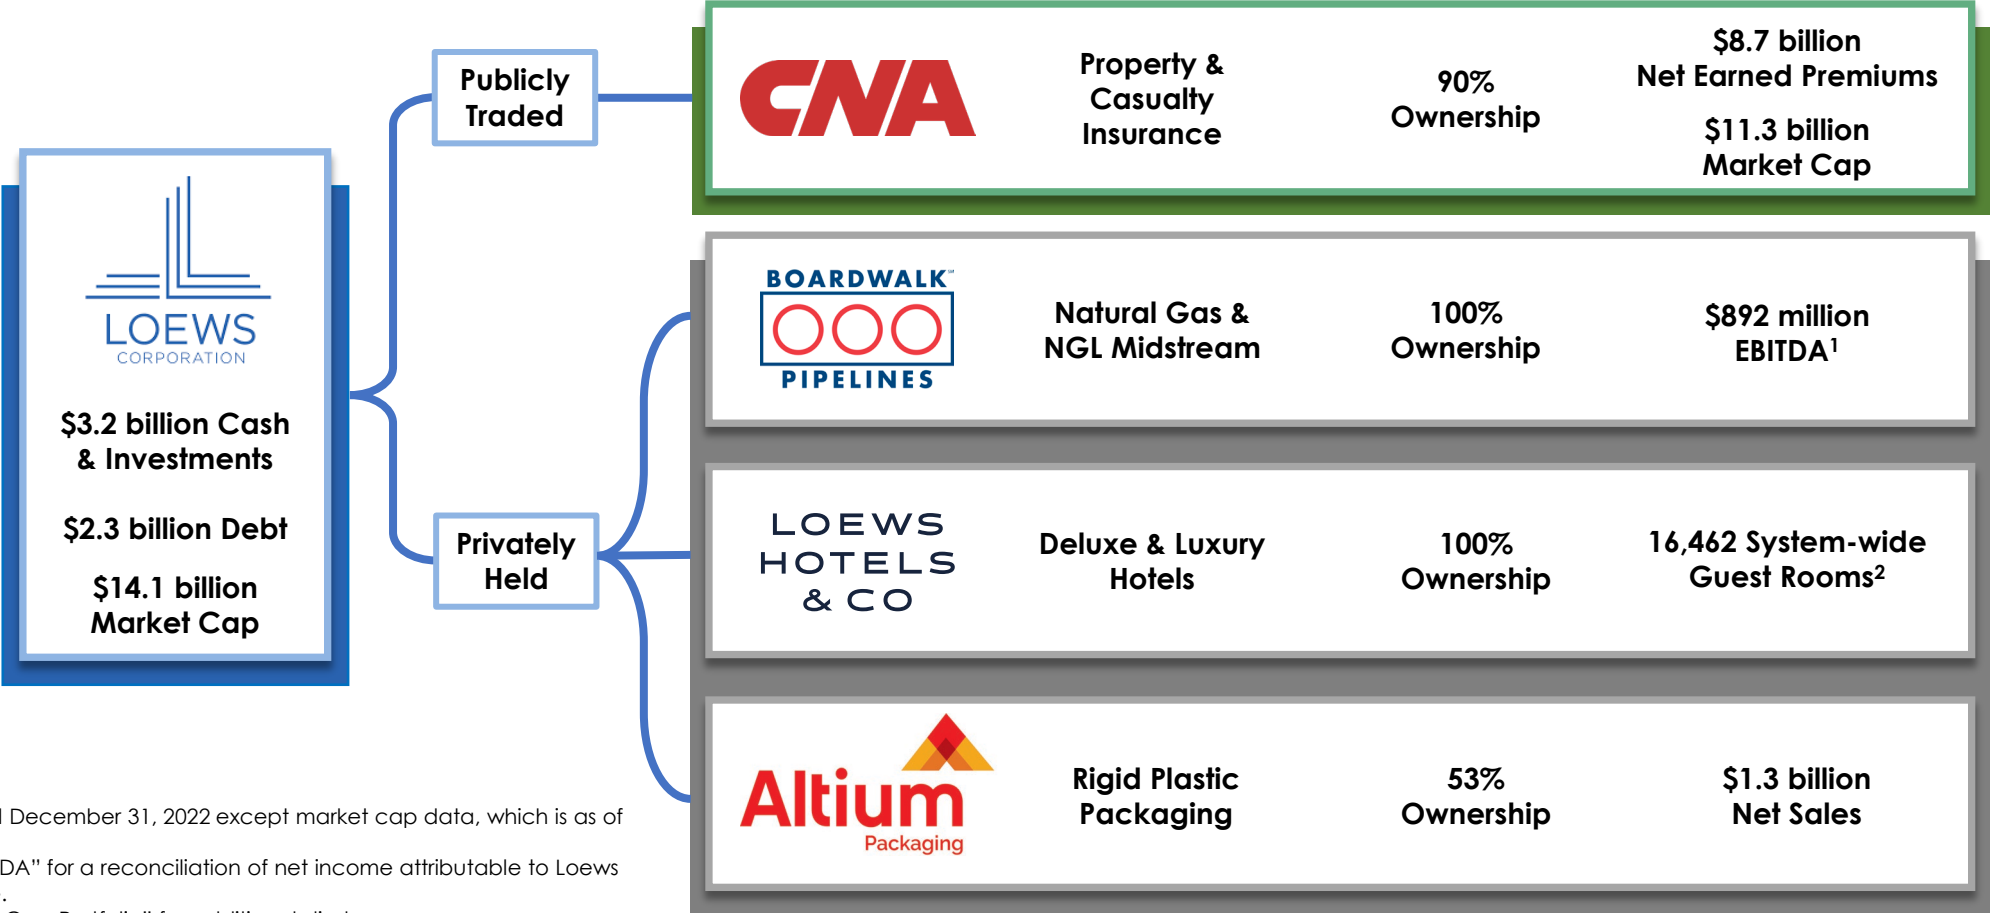 LOEWS
CORPORATION
$3.2 billion Cash
& Investments
$2.3 billion Debt
$14.1 billion
Market Cap
Publicly
Traded
Privately
Held
CNA
Property &
Casualty
Insurance
90%
Ownership
$8.7 billion
Net Earned Premiums
$11.3 billion
Market Cap
BOARDWALK
PIPELINES
Natural Gas &
NGL Midstream
100%
Ownership
$892 million
EBITDA¹
LOEWS
HOTELS
& CO
Deluxe & Luxury
Hotels
100%
Ownership
16,462 System-wide
Guest Rooms²
Altium
Packaging
Rigid Plastic
Packaging
53%
Ownership
$1.3 billion
Net Sales
December 31, 2022 except market cap data, which is as of
DA" for a reconciliation of net income attributable to Loews